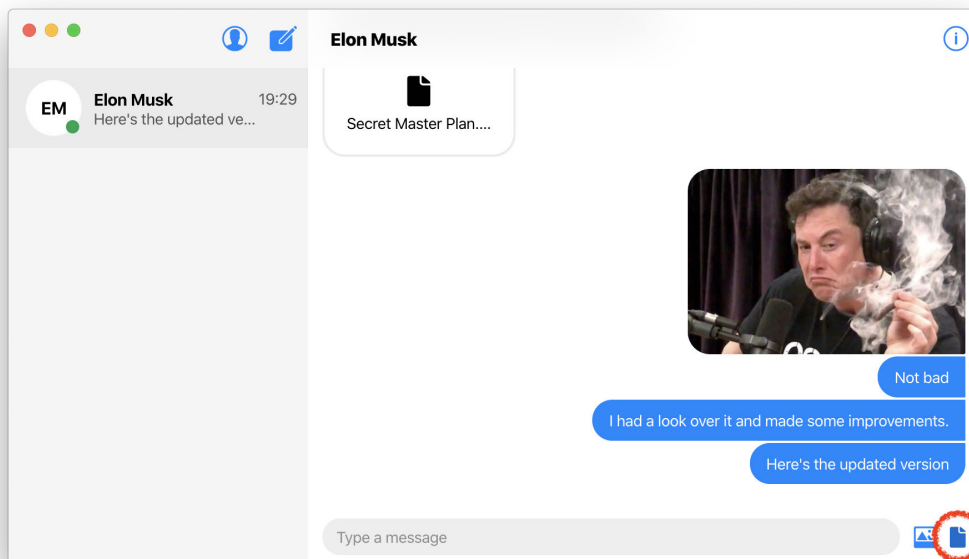 Elon Musk
EM
Elon Musk 19:29
Here's the updated ve...
Secret Master Plan....
Not bad
I had a look over it and made some improvements.
Here's the updated version
Type a message